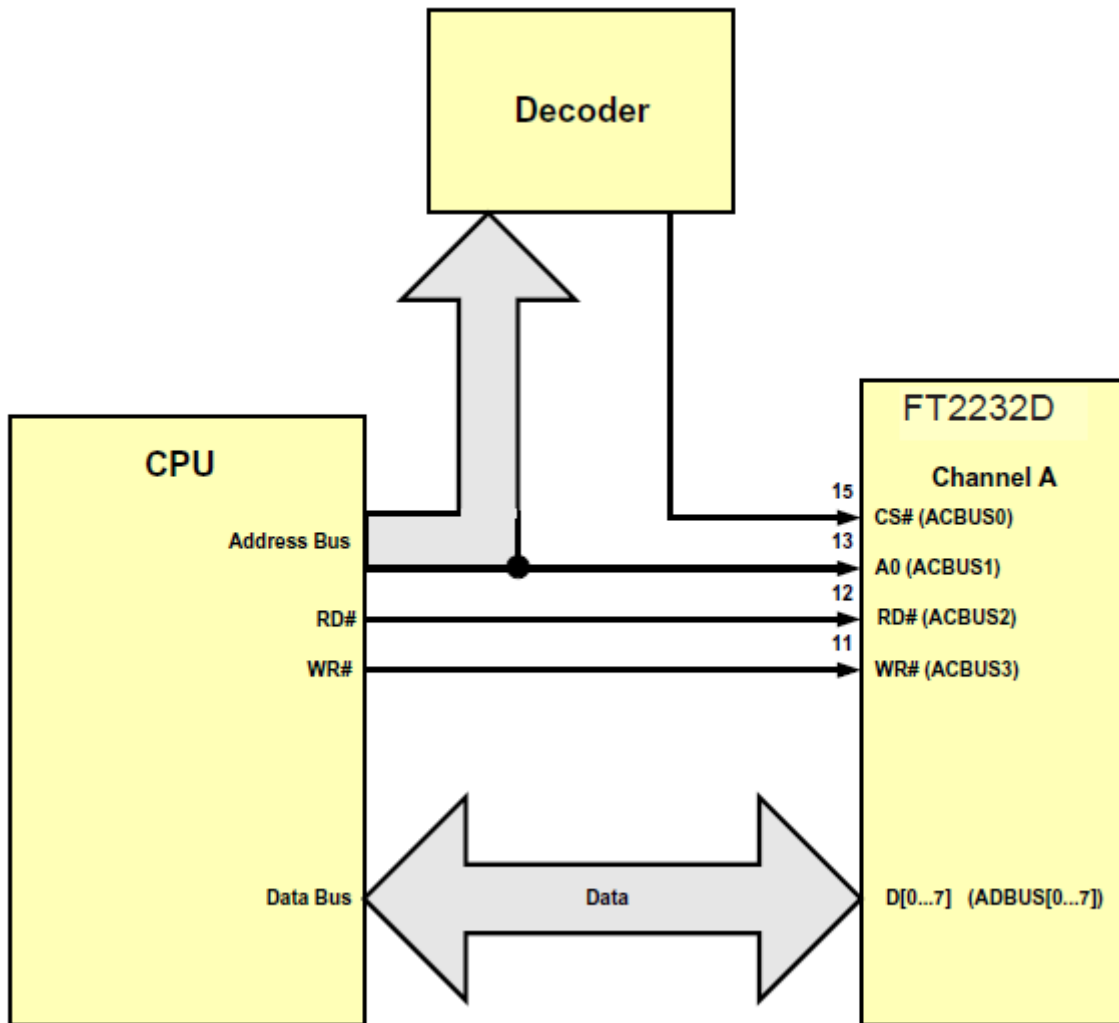 Decoder
CPU
Address Bus
RD#
WR#
Data Bus
Data
FT2232D
Channel A
15
CS# (ACBUS0)
13
A0 (ACBUS1)
12
RD# (ACBUS2)
11
WR# (ACBUS3)
D[0...7] (ADBUS[0...7])